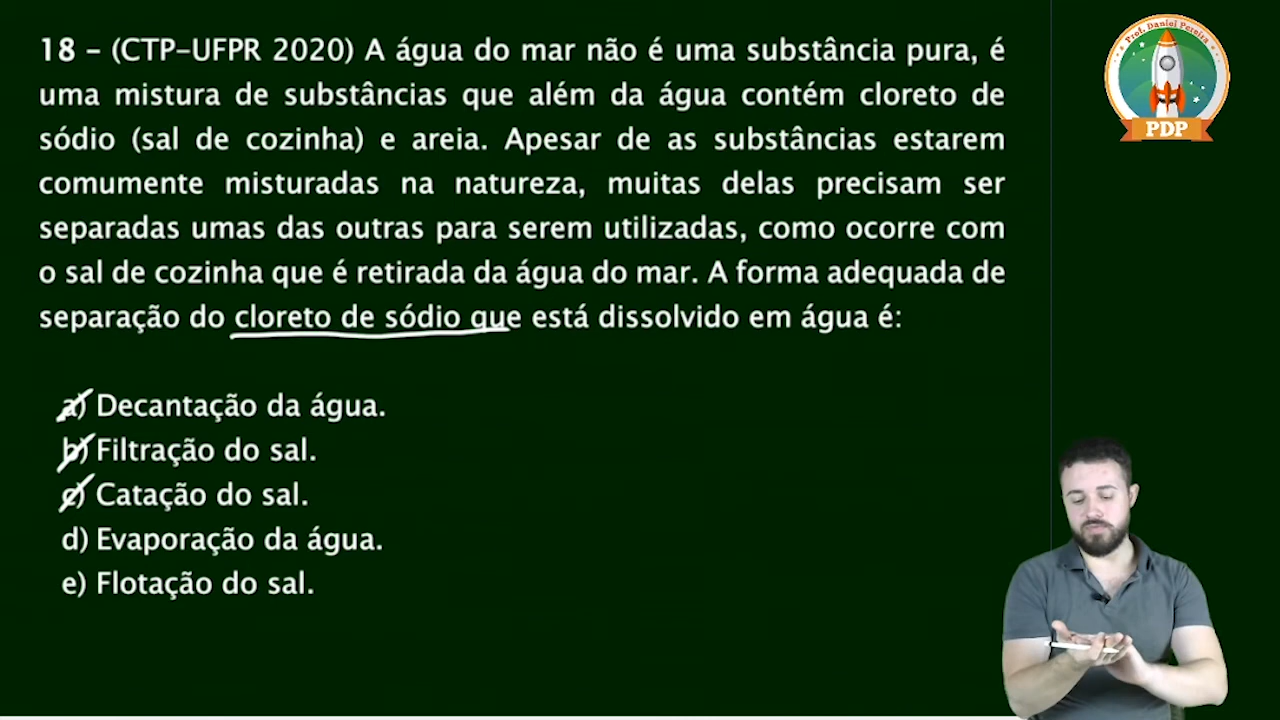 18 – (CTP–UFPR 2020) A água do mar não é uma substância pura, é
uma mistura de substâncias que além da água contém cloreto de
sódio (sal de cozinha) e areia. Apesar de as substâncias estarem
comumente misturadas na natureza, muitas delas precisam ser
separadas umas das outras para serem utilizadas, como ocorre com
o sal de cozinha que é retirada da água do mar. A forma adequada de
separação do cloreto de sódio que está dissolvido em água é:
a) Decantação da água.
b) Filtração do sal.
c) Catação do sal.
d) Evaporação da água.
e) Flotação do sal.
Prof. Daniel Pereira
PDP